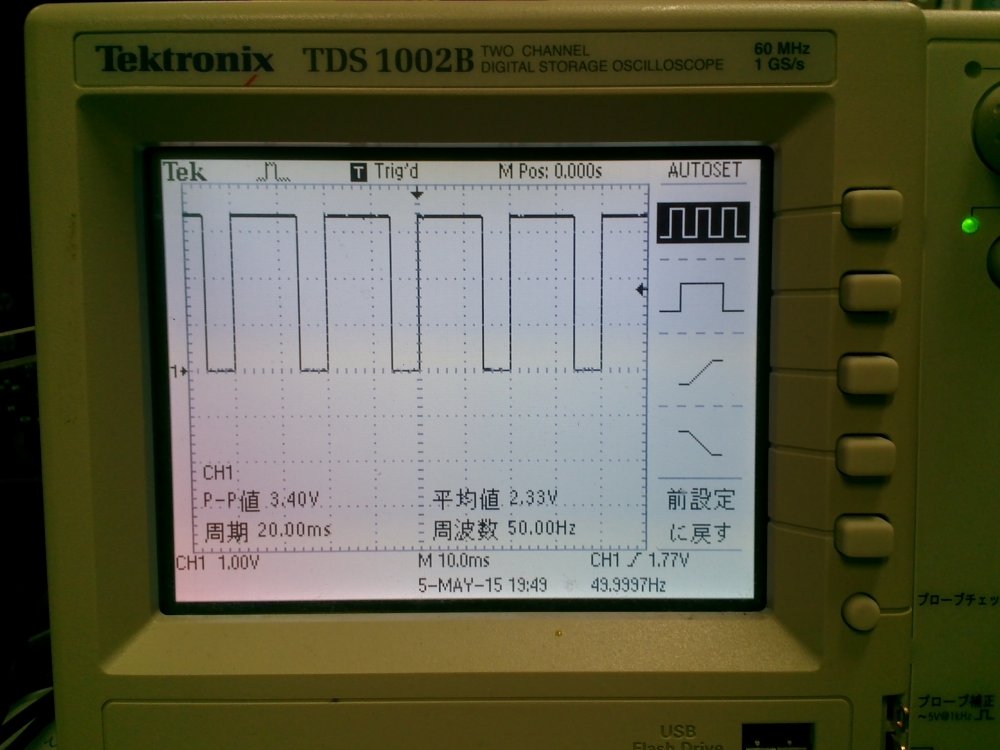 Tektronix TDS 1002B TWO CHANNEL DIGITAL STORAGE OSCILLOSCOPE 60 MHz 1 GS/s
Tek T Trig'd M Pos: 0.000s AUTOSET
1
CH1
P-P値 3.40V 平均値 2.33V
周期 20.00ms 周波数 50.00Hz
前設定
に戻す
CH1 1.00V M 10.0ms CH1 1.77V
5-MAY-15 19:49 49.9997Hz
プローブチェッ
プローブ補正
~5V@1kHz
USB
Flash Drive